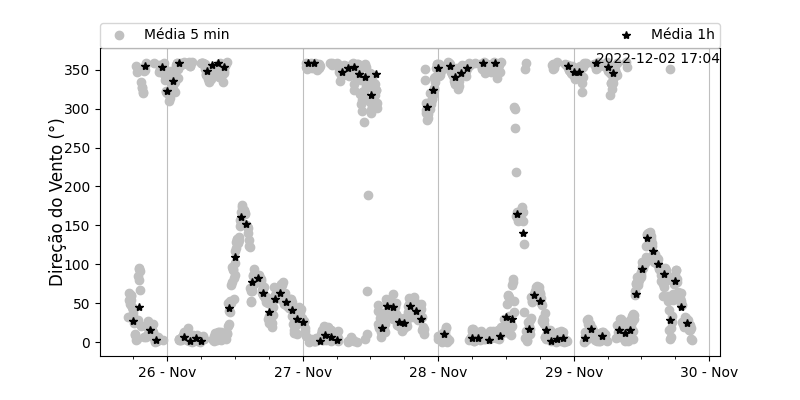 Média 5 min
Média 1h
2022-12-02 17:04
Direção do Vento (°)
350
300
250
200
150
100
50
0
26 - Nov
27 - Nov
28 - Nov
29 - Nov
30 - Nov